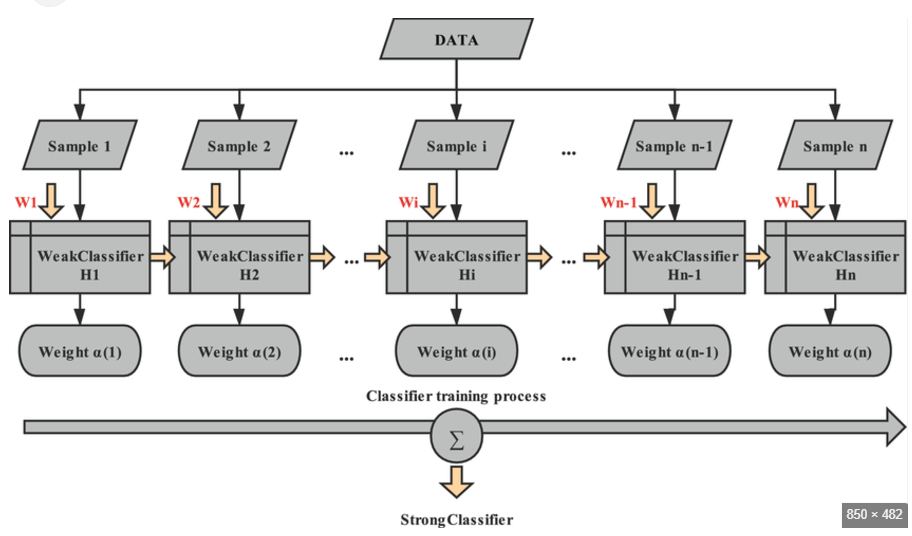 DATA
Sample 1
Sample 2
...
Sample i
...
Sample n-1
Sample n
W1
W2
Wi
Wn-1
Wn
WeakClassifier
H1
WeakClassifier
H2
...
WeakClassifier
Hi
...
WeakClassifier
Hn-1
WeakClassifier
Hn
Weight α(1)
Weight α(2)
...
Weight α(i)
...
Weight α(n-1)
Weight α(n)
Classifier training process
∑
StrongClassifier
850 × 482